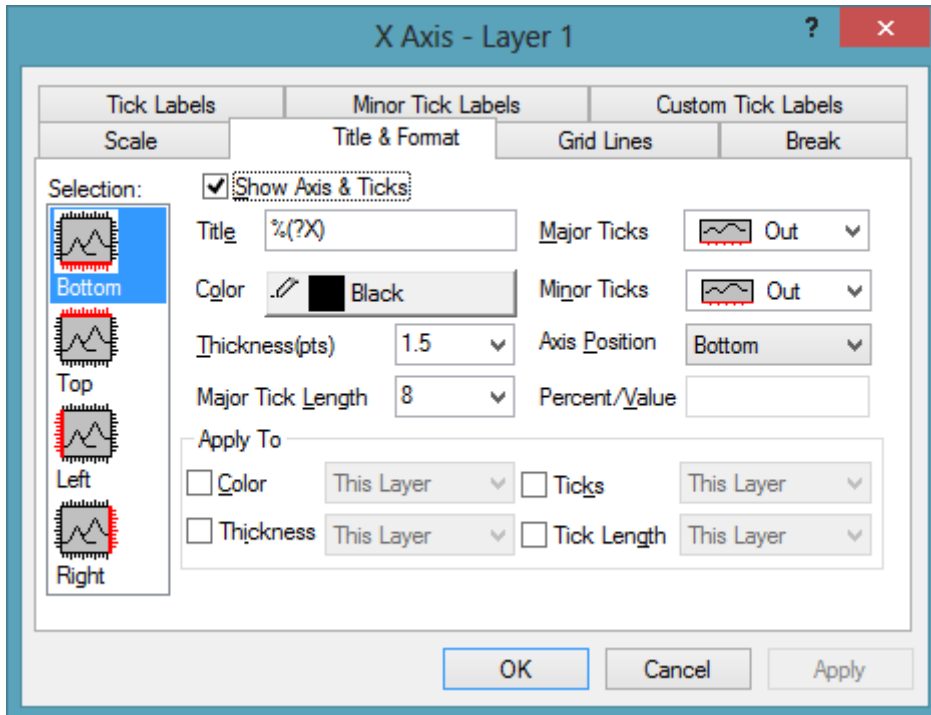 X Axis - Layer 1 ? ×
Tick Labels Minor Tick Labels Custom Tick Labels
Scale Title & Format Grid Lines Break
Selection: Show Axis & Ticks
Title %(?X) Major Ticks Out
Bottom Color Black Minor Ticks Out
Thickness(pts) 1.5 Axis Position Bottom
Top Major Tick Length 8 Percent/Value
Apply To
Left Color This Layer Ticks This Layer
Thickness This Layer Tick Length This Layer
Right
OK Cancel Apply